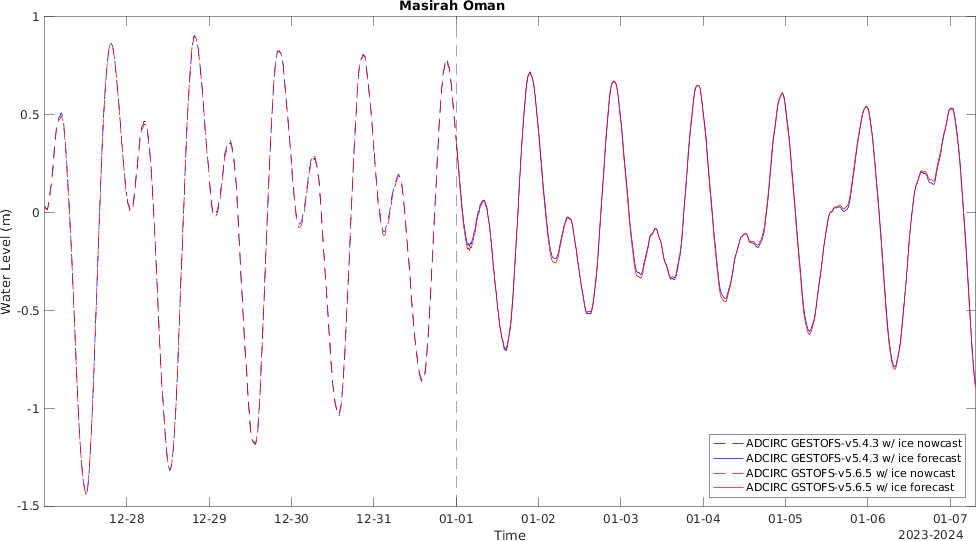 Masirah Oman
1
0.5
0
-0.5
-1
-1.5
Water Level (m)
12-28 12-29 12-30 12-31 01-01 01-02 01-03 01-04 01-05 01-06 01-07
Time
2023-2024
ADCIRC GESTOFS-v5.4.3 w/ ice nowcast
ADCIRC GESTOFS-v5.4.3 w/ ice forecast
ADCIRC GSTOFS-v5.6.5 w/ ice nowcast
ADCIRC GSTOFS-v5.6.5 w/ ice forecast